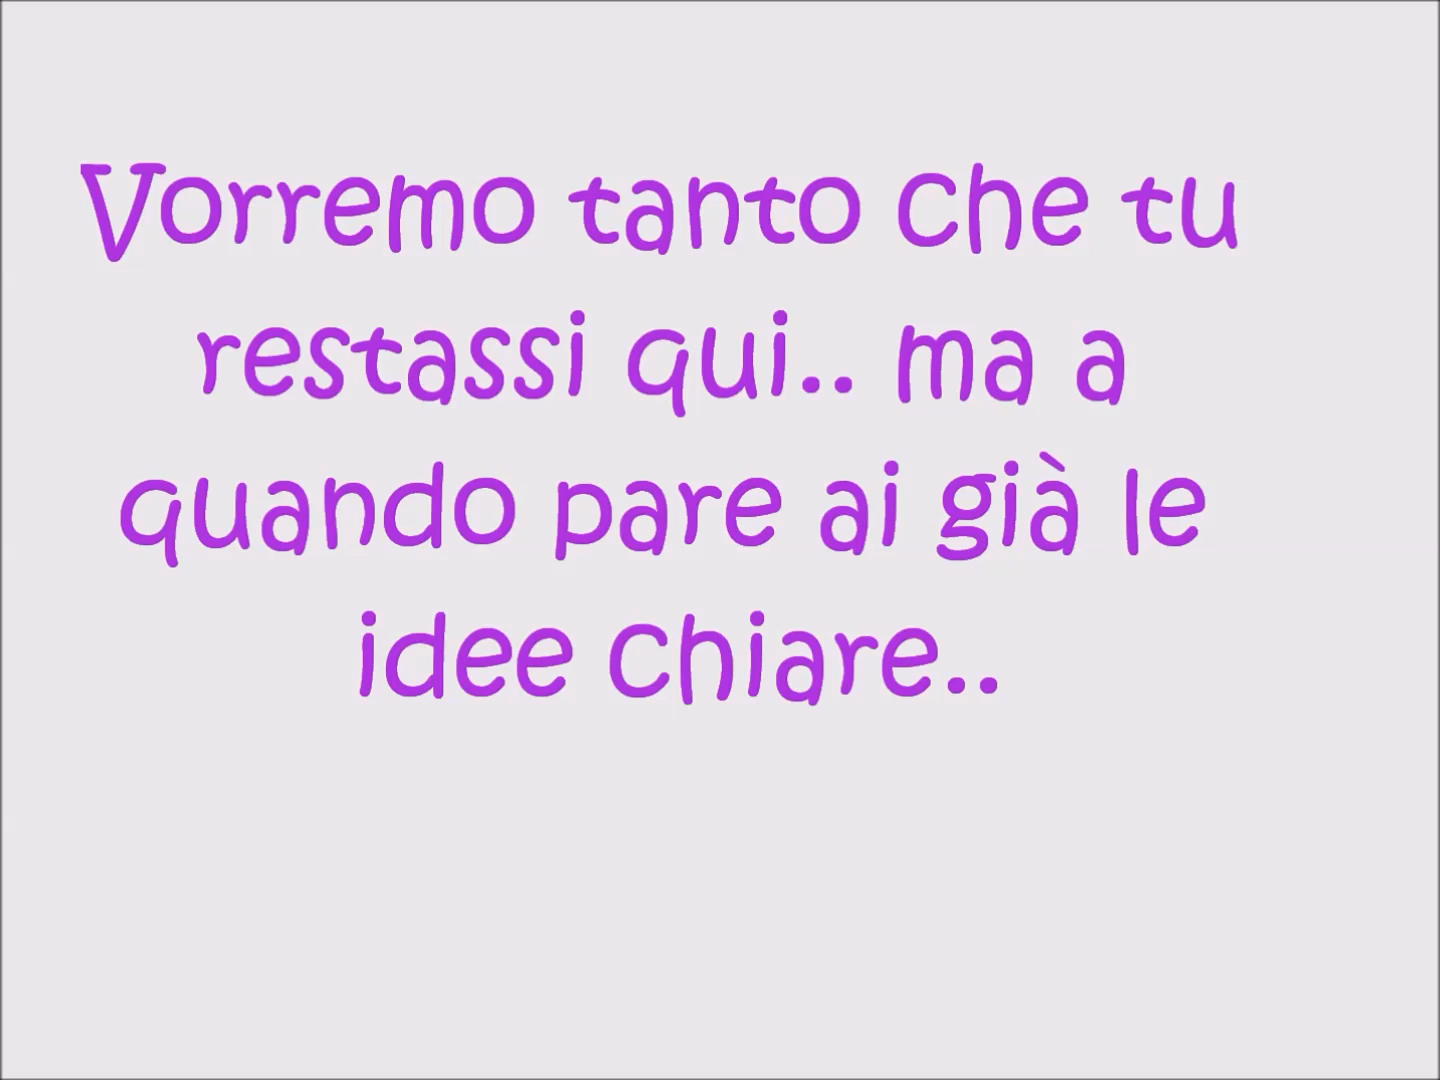 Vorremo tanto che tu
restassi qui.. ma a
quando pare ai già le
idee chiare..